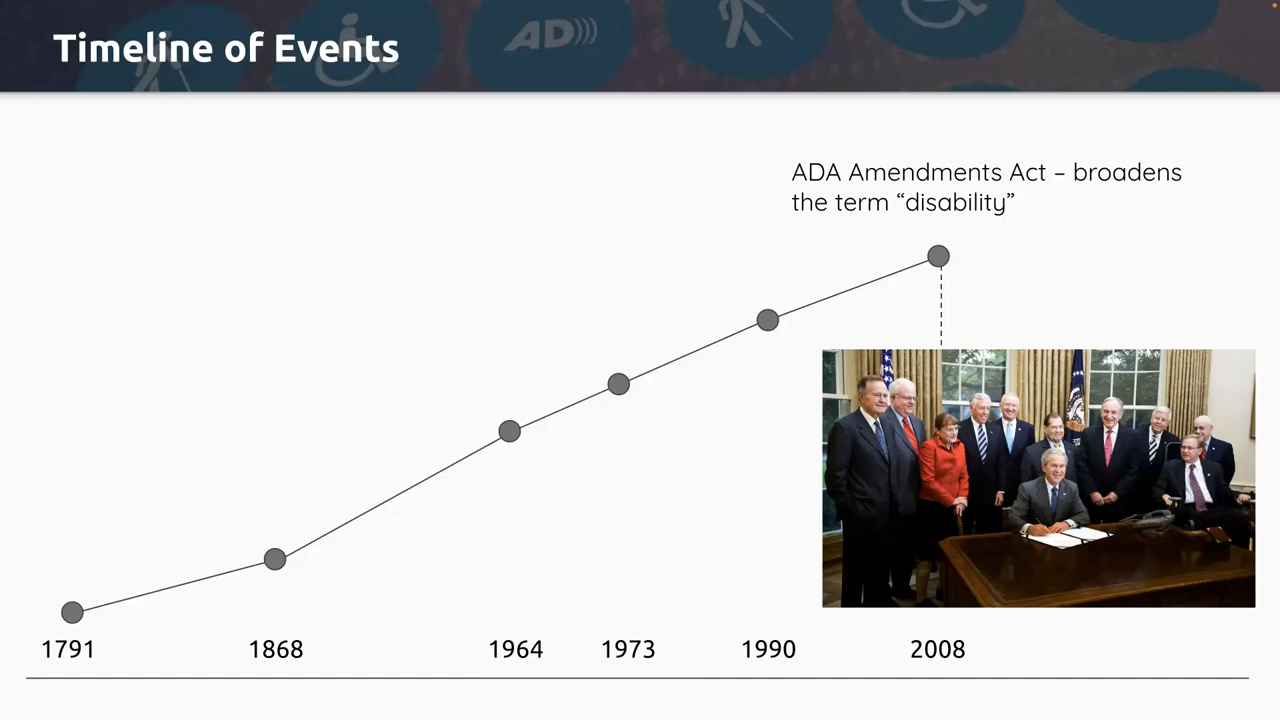 Timeline of Events
AD)))
ADA Amendments Act – broadens
the term “disability”
1791 1868 1964 1973 1990 2008